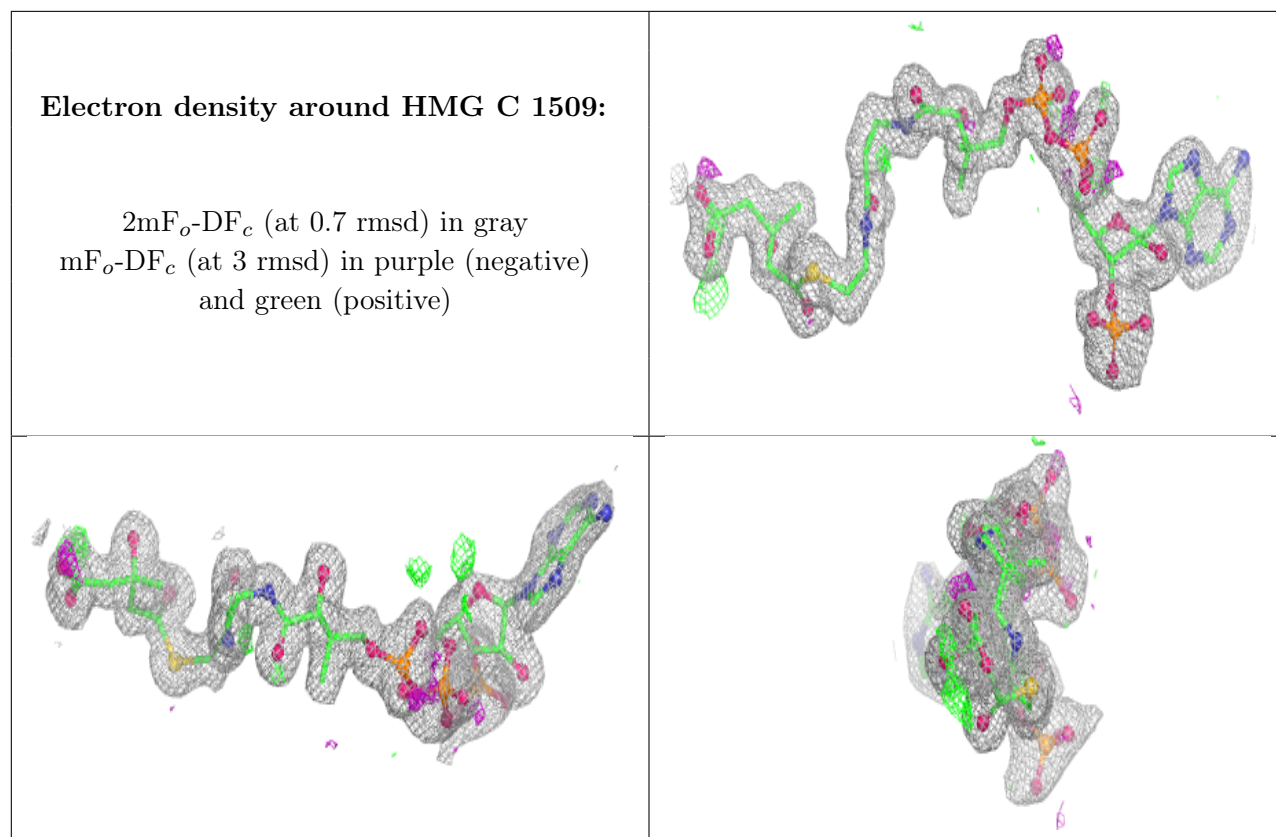 Electron density around HMG C 1509:
2mFₒ-DF𝒸 (at 0.7 rmsd) in gray
mFₒ-DF𝒸 (at 3 rmsd) in purple (negative)
and green (positive)